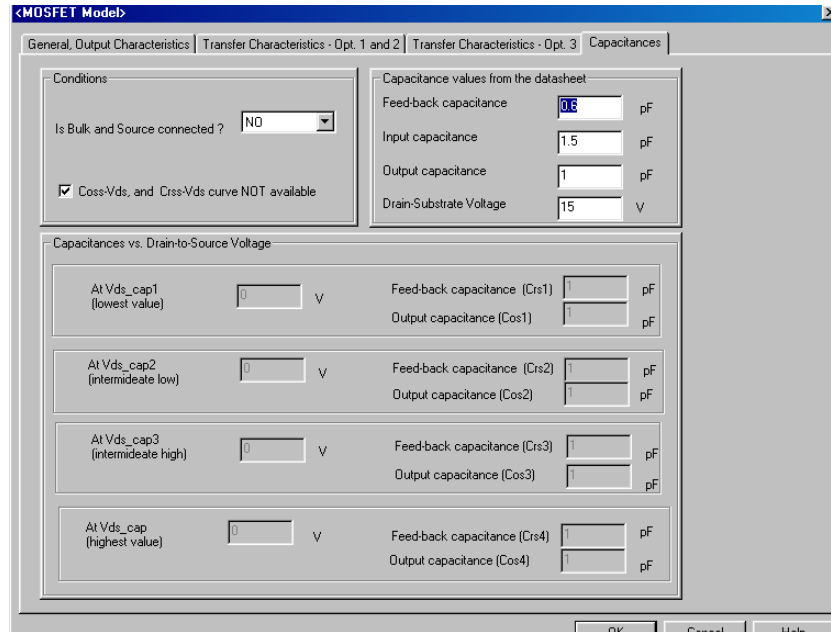 <MOSFET Model>
General, Output Characteristics Transfer Characteristics - Opt. 1 and 2 Transfer Characteristics - Opt. 3 Capacitances
Conditions
Is Bulk and Source connected ? NO
Coss-Vds, and Crss-Vds curve NOT available
Capacitance values from the datasheet
Feed-back capacitance 0.6 pF
Input capacitance 1.5 pF
Output capacitance 1 pF
Drain-Substrate Voltage 15 V
Capacitances vs. Drain-to-Source Voltage
At Vds_cap1
(lowest value)
0 V
Feed-back capacitance (Crs1) 1 pF
Output capacitance (Cos1) 1 pF
At Vds_cap2
(intermideate low)
0 V
Feed-back capacitance (Crs2) 1 pF
Output capacitance (Cos2) 1 pF
At Vds_cap3
(intermideate high)
0 V
Feed-back capacitance (Crs3) 1 pF
Output capacitance (Cos3) 1 pF
At Vds_cap
(highest value)
0 V
Feed-back capacitance (Crs4) 1 pF
Output capacitance (Cos4) 1 pF
OK Cancel Help